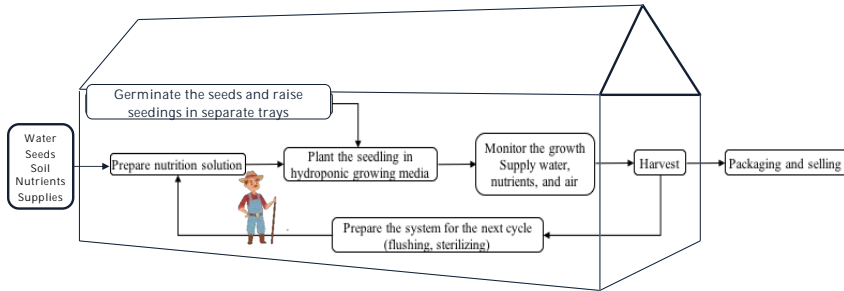 Germinate the seeds and raise
seedings in separate trays
Water
Seeds
Soil
Nutrients
Supplies
Prepare nutrition solution
Plant the seedling in
hydroponic growing media
Monitor the growth
Supply water,
nutrients, and air
Harvest
Packaging and selling
Prepare the system for the next cycle
(flushing, sterilizing)